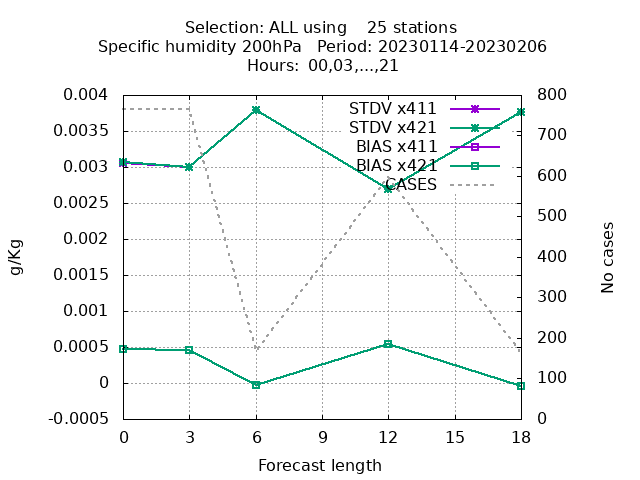 Selection: ALL using    25 stations
Specific humidity 200hPa   Period: 20230114-20230206
Hours:  00,03,...,21
0.004
0.0035
0.003
0.0025
0.002
0.0015
0.001
0.0005
0
-0.0005
g/Kg
STDV x411
STDV x421
BIAS x411
BIAS x421
CASES
800
700
600
500
400
300
200
100
0
No cases
0 3 6 9 12 15 18
Forecast length